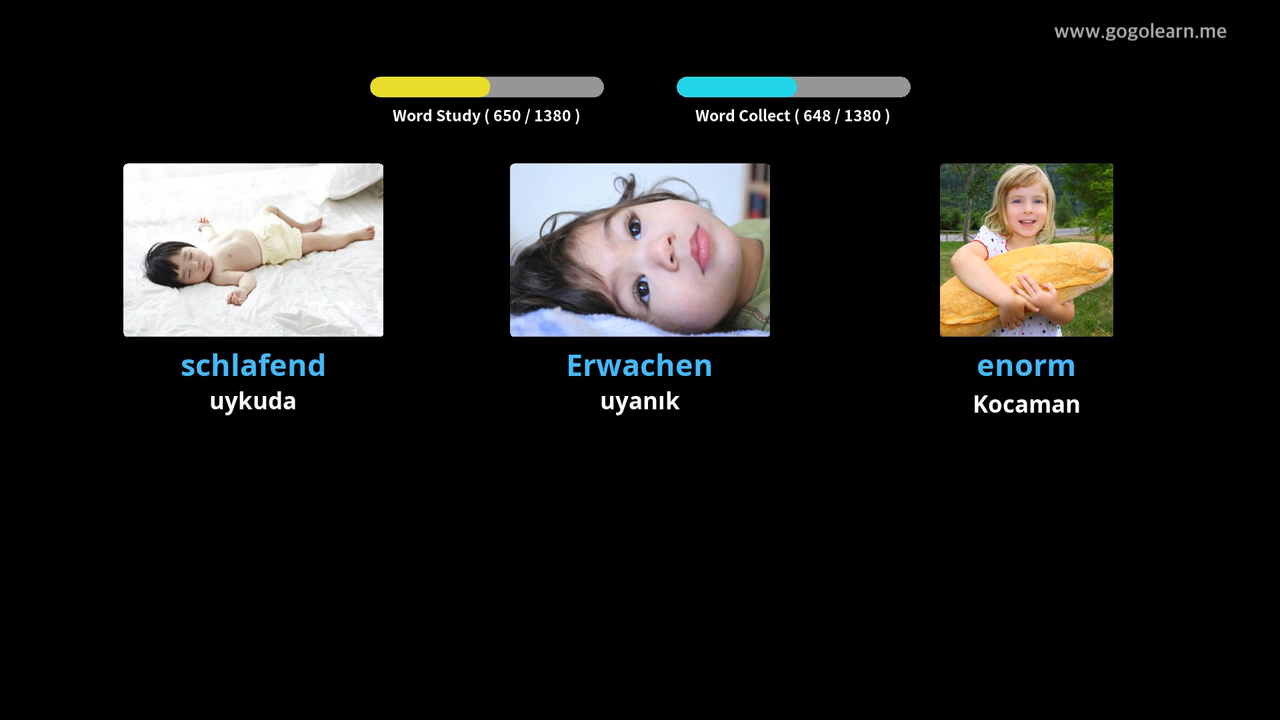 www.gogolearn.me
Word Study ( 650 / 1380 )
Word Collect ( 648 / 1380 )
schlafend
uykuda
Erwachen
uyanık
enorm
Kocaman